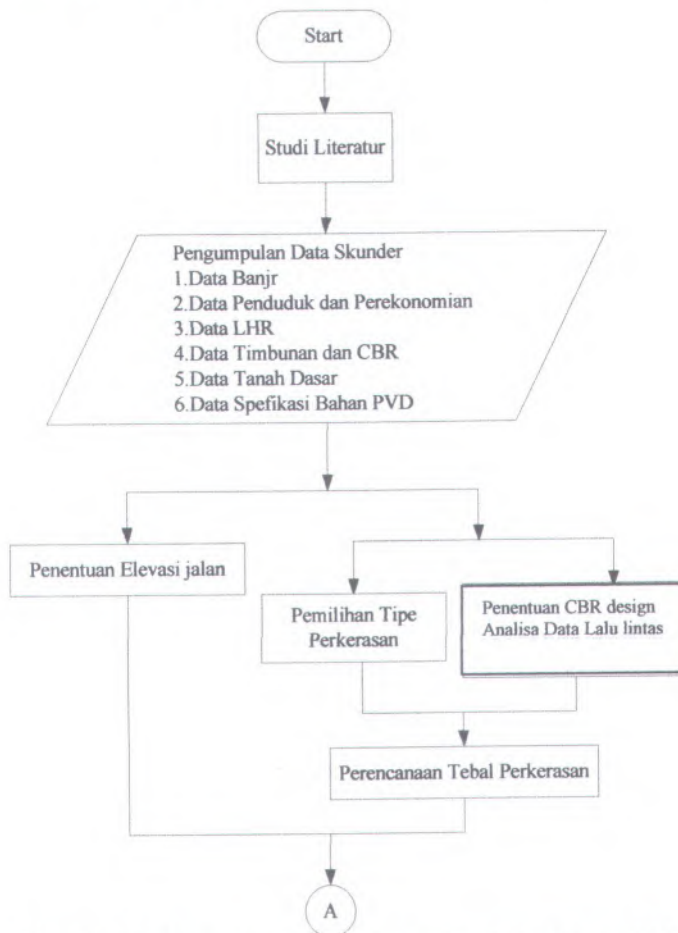 Start
Studi Literatur
Pengumpulan Data Skunder
1.Data Banjr
2.Data Penduduk dan Perekonomian
3.Data LHR
4.Data Timbunan dan CBR
5.Data Tanah Dasar
6.Data Spefikasi Bahan PVD
Penentuan Elevasi jalan
Pemilihan Tipe
Perkerasan
Penentuan CBR design
Analisa Data Lalu lintas
Perencanaan Tebal Perkerasan
A